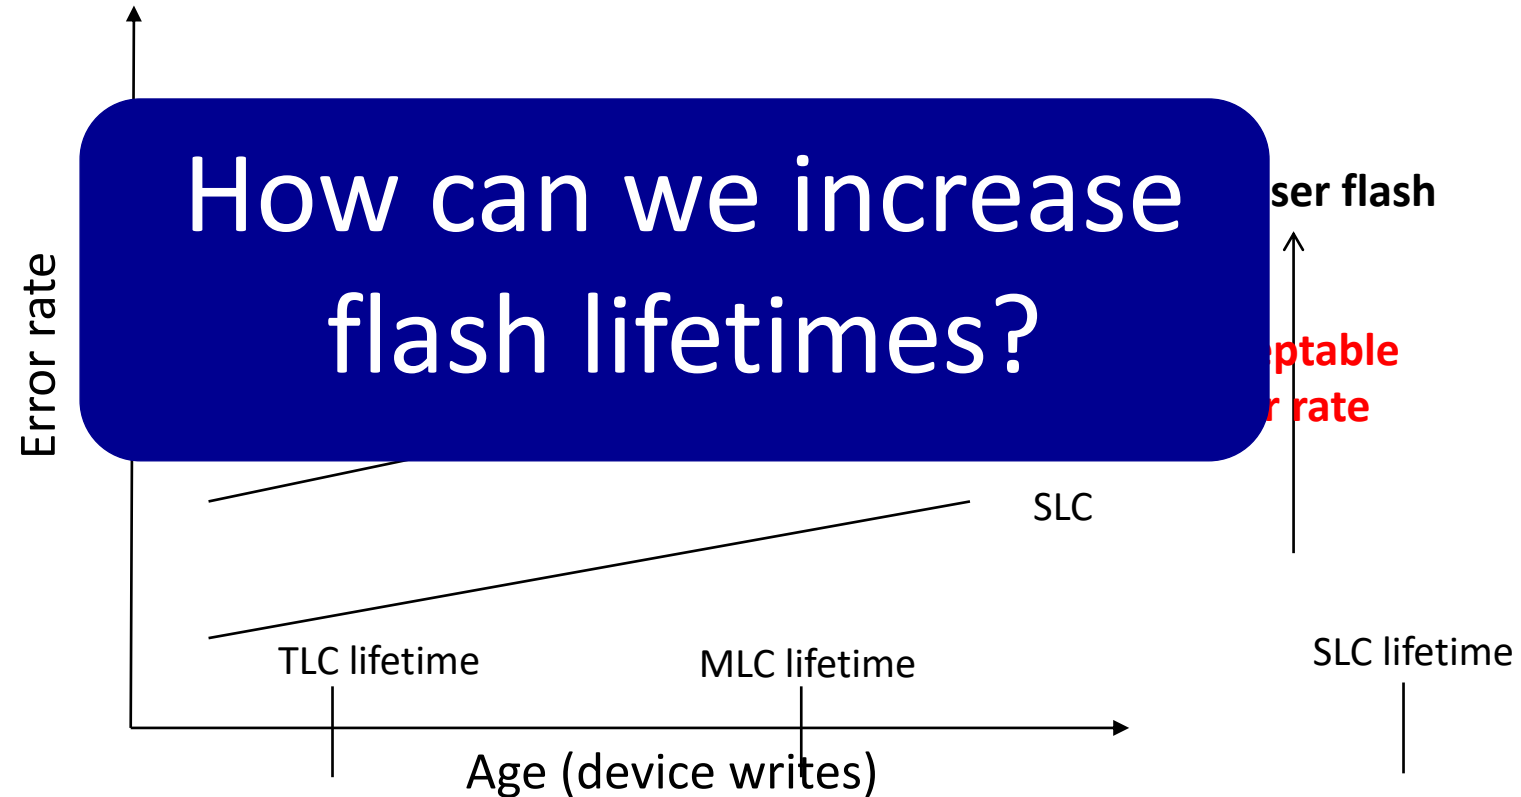 How can we increase
flash lifetimes?
ser flash
ptable
rate
Error rate
SLC
TLC lifetime
MLC lifetime
SLC lifetime
Age (device writes)